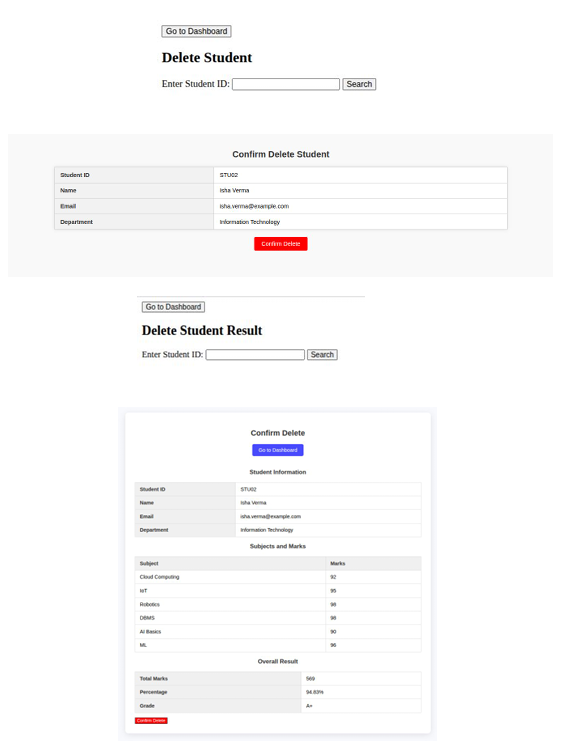 Go to Dashboard
Delete Student
Enter Student ID: Search
Confirm Delete Student
Student ID STU02
Name Isha Verma
Email isha.verma@example.com
Department Information Technology
Confirm Delete
Go to Dashboard
Delete Student Result
Enter Student ID: Search
Confirm Delete
Go to Dashboard
Student Information
Student ID STU02
Name Isha Verma
Email isha.verma@example.com
Department Information Technology
Subjects and Marks
Subject Marks
Cloud Computing 92
IoT 95
Robotics 98
DBMS 98
AI Basics 90
ML 96
Overall Result
Total Marks 569
Percentage 94.83%
Grade A+
Confirm Delete